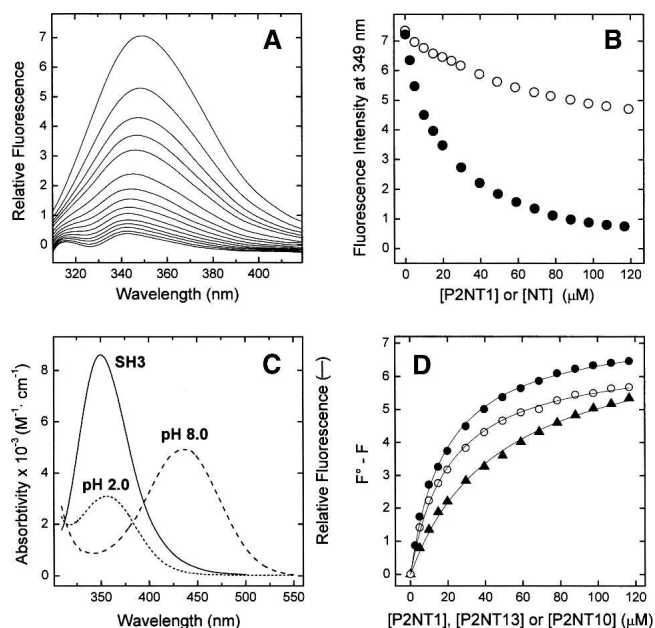 A
Relative Fluorescence
7
6
5
4
3
2
1
0
320 340 360 380 400
Wavelength (nm)
B
Fluorescence Intensity at 349 nm
8
7
6
5
4
3
2
1
0
0 20 40 60 80 100 120
[P2NT1] or [NT] (µM)
C
Absorbtivity x 10⁻³ (M⁻¹· cm⁻¹)
8
6
4
2
0
SH3
pH 8.0
pH 2.0
350 400 450 500 550
Wavelength (nm)
Relative Fluorescence (—)
D
F° - F
8
7
6
5
4
3
2
1
0
0 20 40 60 80 100 120
[P2NT1], [P2NT13] or [P2NT10] (µM)